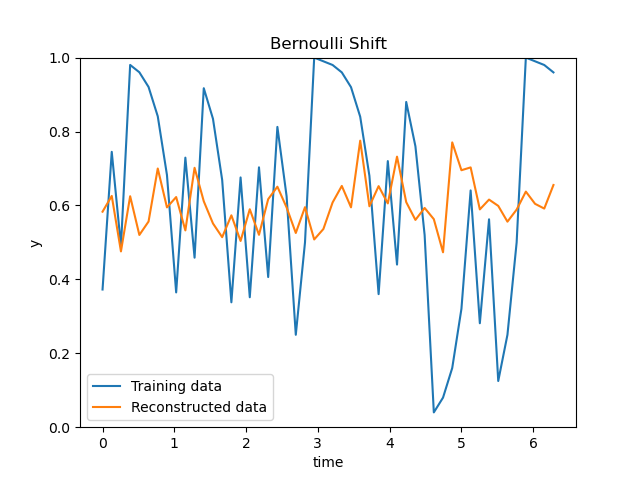 Bernoulli Shift
1.0
0.8
0.6
0.4
0.2
0.0
y
Training data
Reconstructed data
0 1 2 3 4 5 6
time